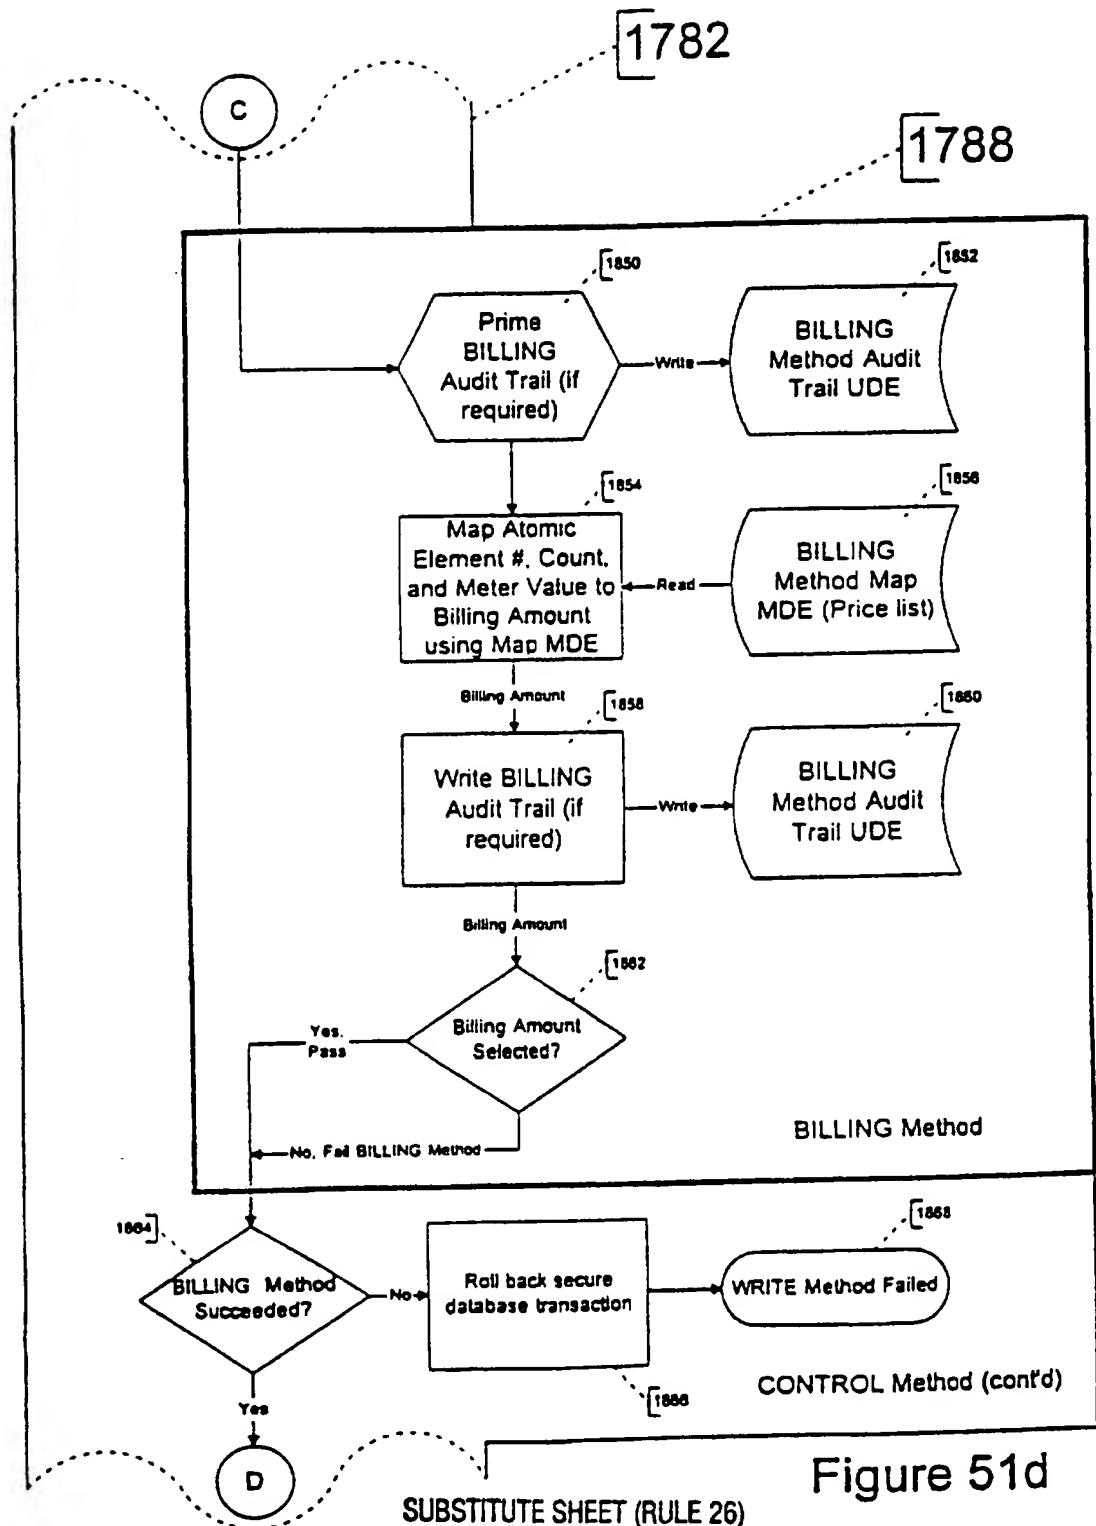 1782
C
1788
1850
1852
Prime
BILLING
Audit Trail (if
required)
Write
BILLING
Method Audit
Trail UDE
1854
1856
Map Atomic
Element #, Count,
and Meter Value to
Billing Amount
using Map MDE
Read
BILLING
Method Map
MDE (Price list)
Billing Amount
1858
1860
Write BILLING
Audit Trail (if
required)
Write
BILLING
Method Audit
Trail UDE
Billing Amount
1862
Billing Amount
Selected?
Yes,
Pass
No, Fail BILLING Method
BILLING Method
1864
1868
BILLING Method
Succeeded?
No
Roll back secure
database transaction
WRITE Method Failed
1866
CONTROL Method (cont'd)
Yes
D
Figure 51d
SUBSTITUTE SHEET (RULE 26)